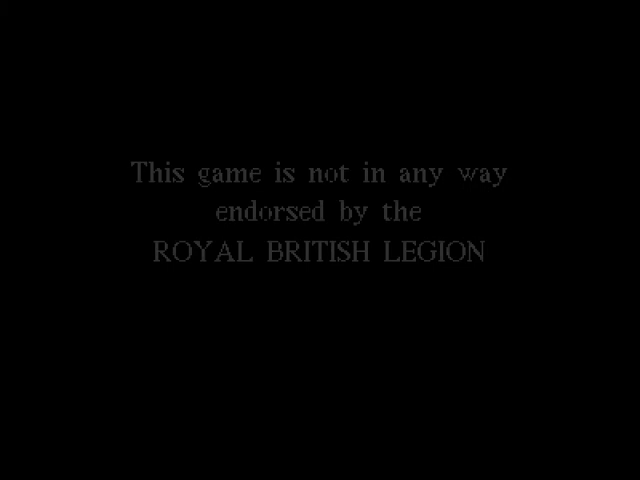 This game is not in any way
endorsed by the
ROYAL BRITISH LEGION